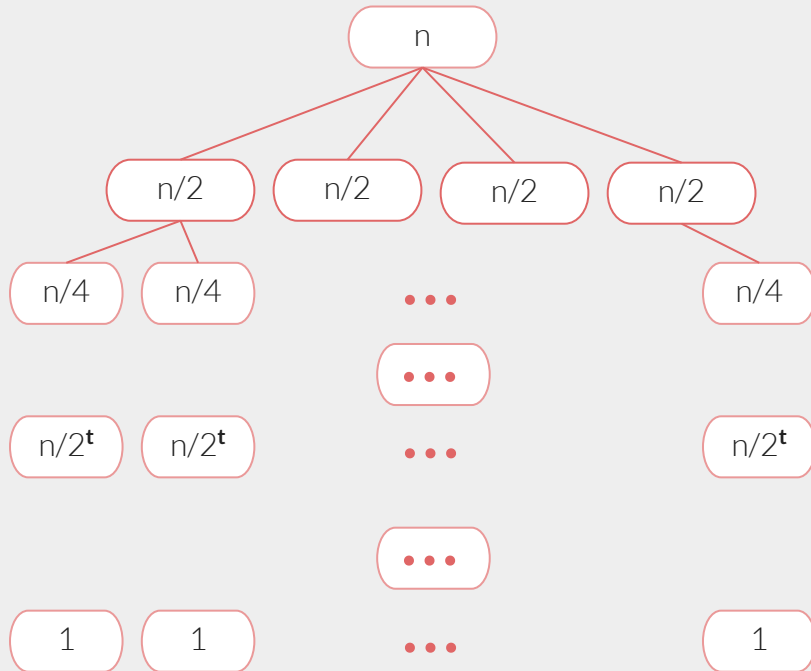 n
n/2 n/2 n/2 n/2
n/4 n/4 ... n/4
...
n/2ᵗ n/2ᵗ ... n/2ᵗ
...
1 1 ... 1